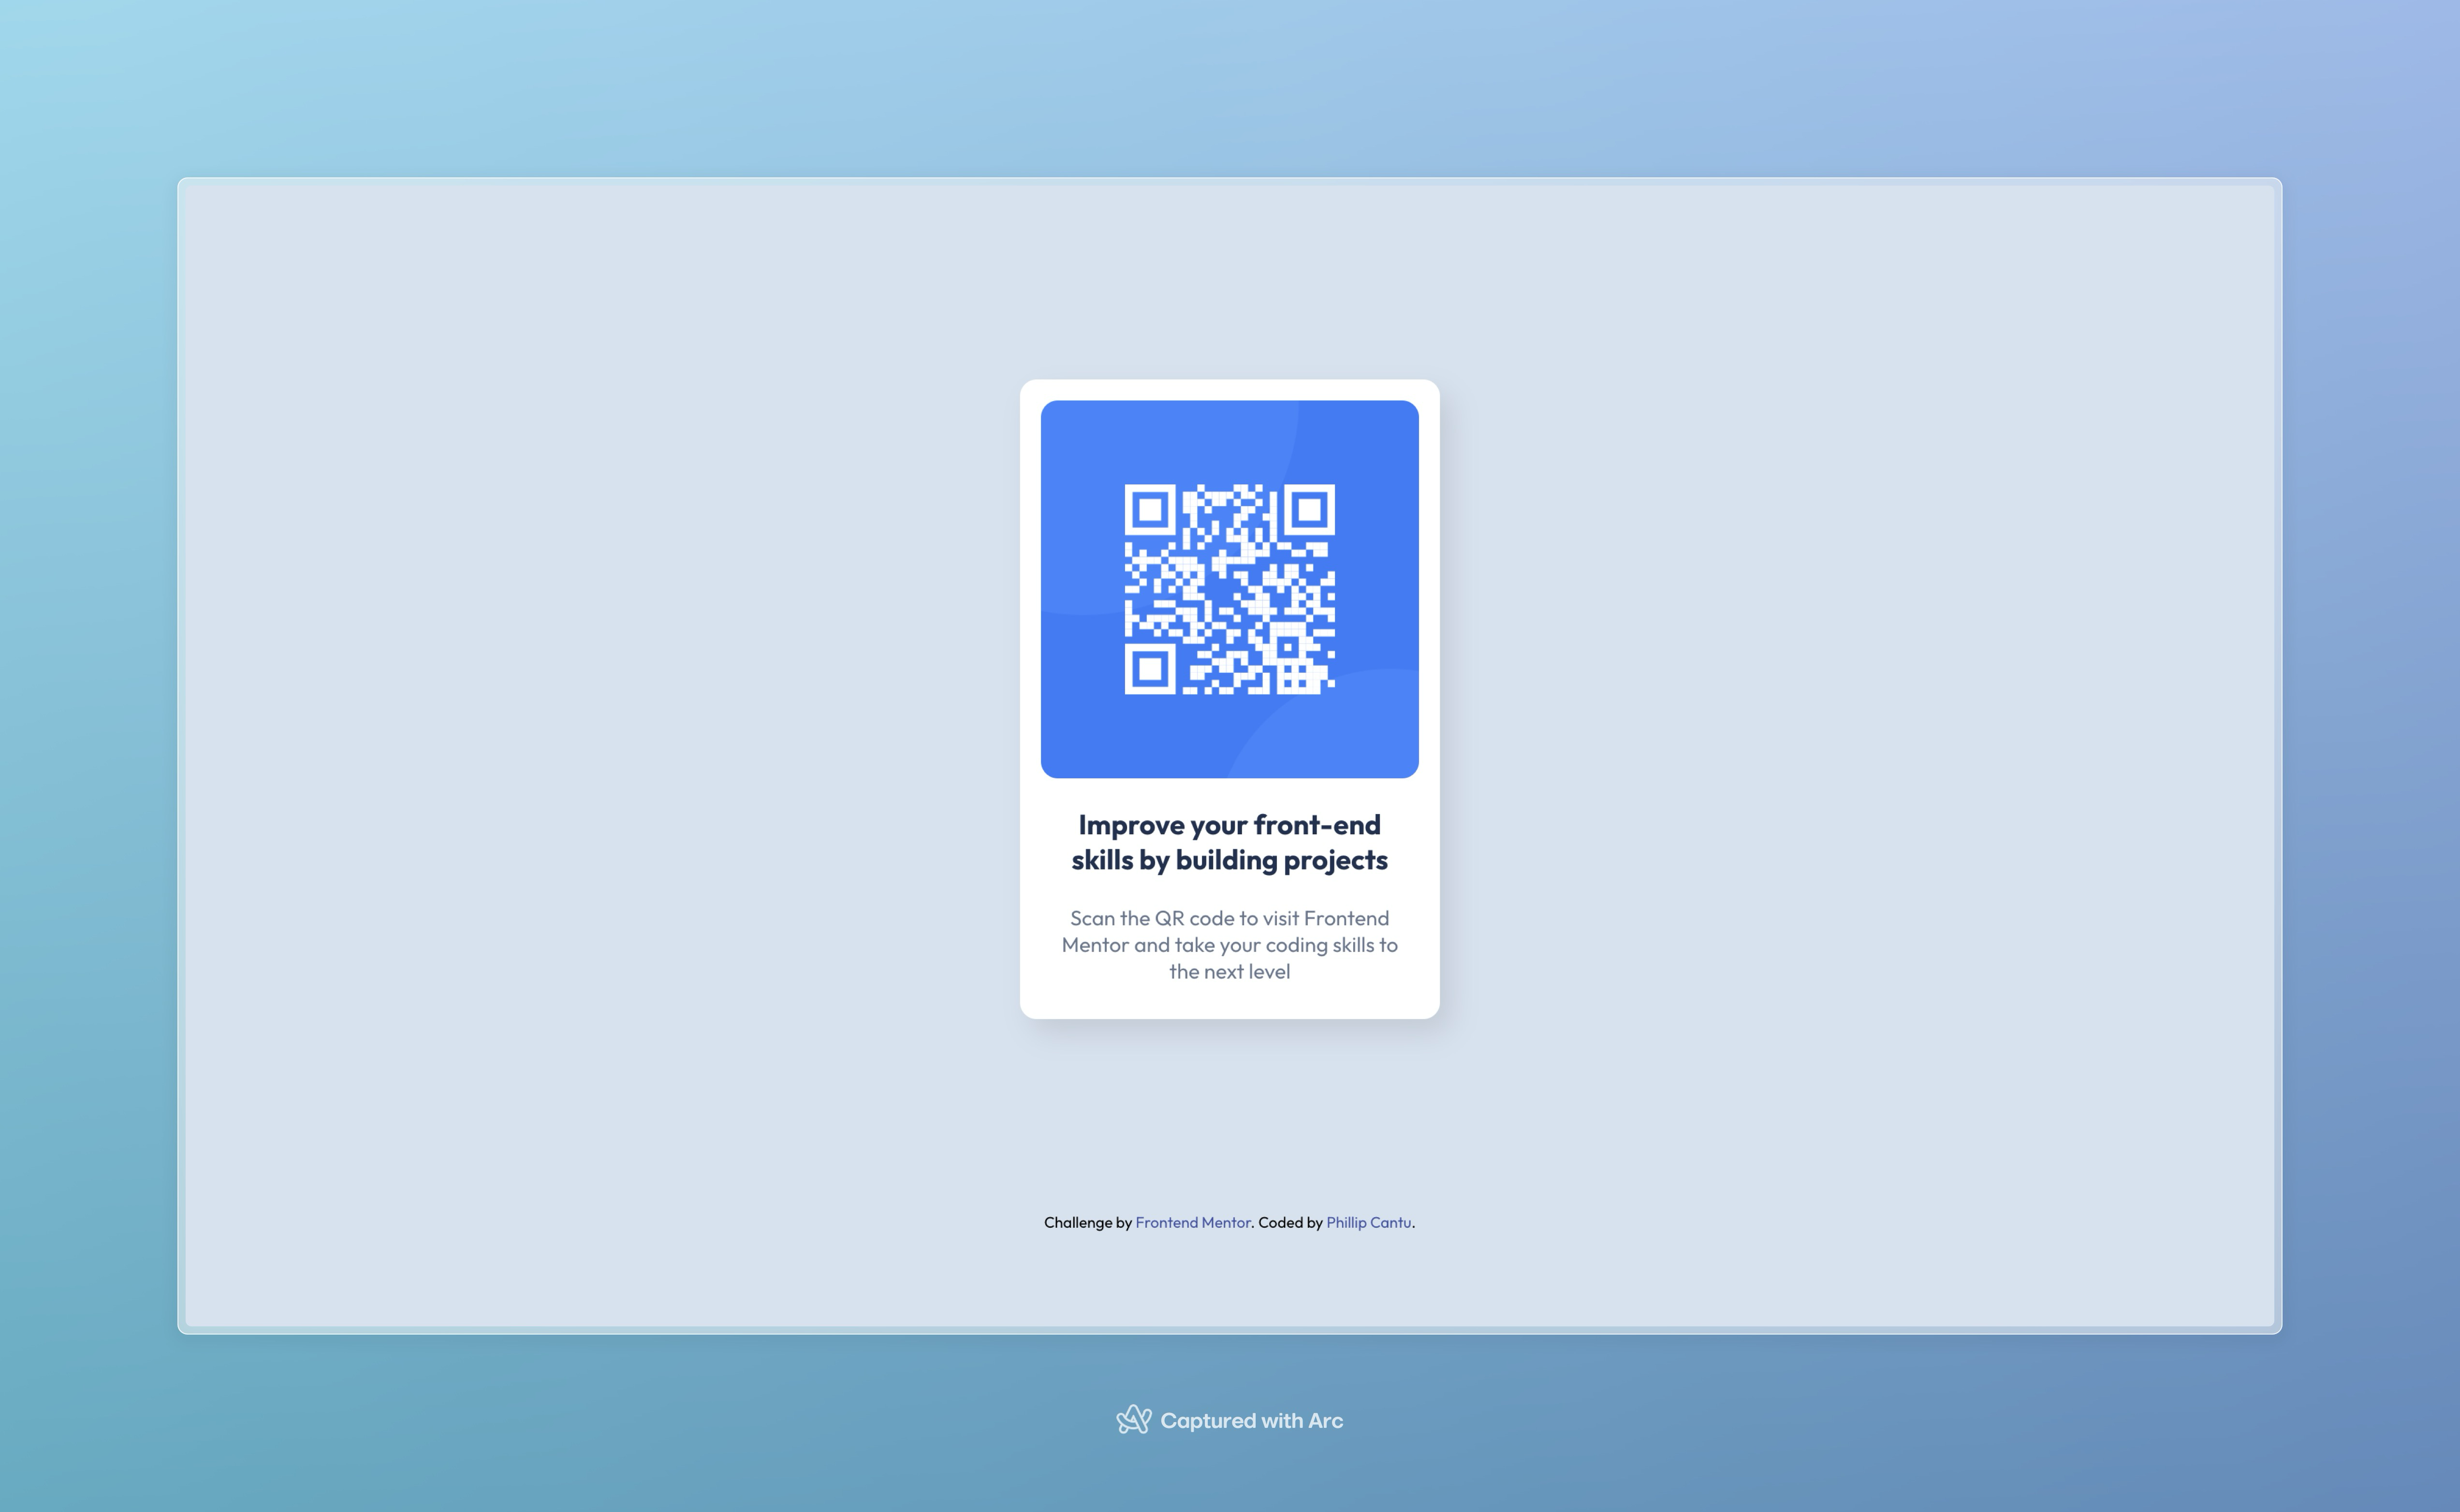 Improve your front-end
skills by building projects
Scan the QR code to visit Frontend
Mentor and take your coding skills to
the next level
Challenge by Frontend Mentor. Coded by Phillip Cantu.
Captured with Arc